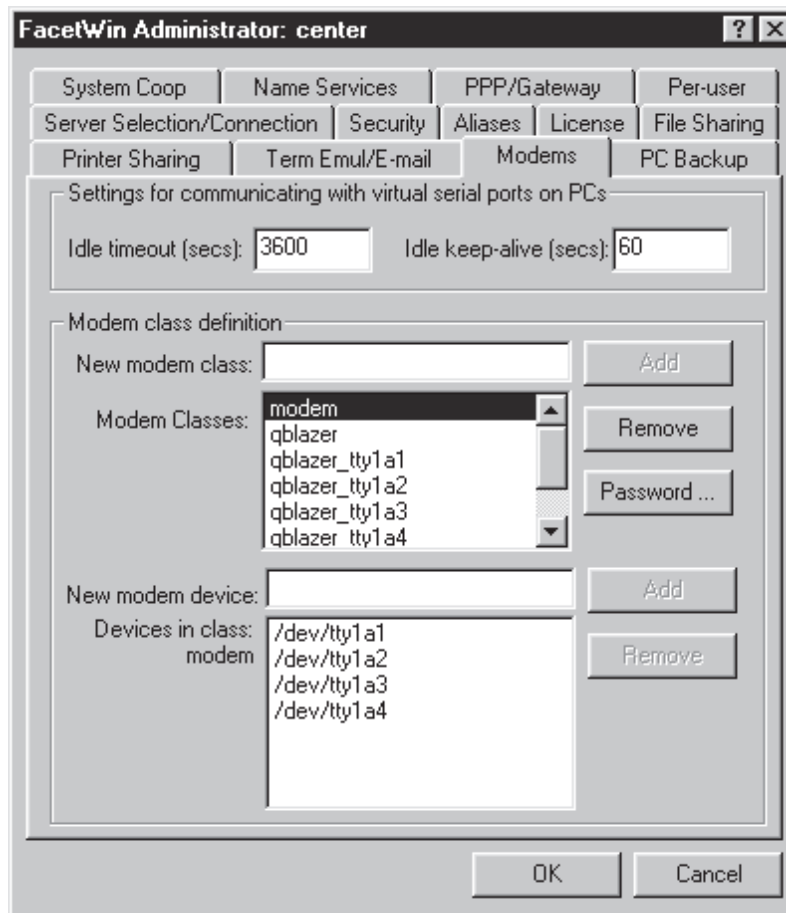 FacetWin Administrator: center
System Coop Name Services PPP/Gateway Per-user
Server Selection/Connection Security Aliases License File Sharing
Printer Sharing Term Emul/E-mail Modems PC Backup
Settings for communicating with virtual serial ports on PCs
Idle timeout (secs): 3600 Idle keep-alive (secs): 60
Modem class definition
New modem class: Add
Modem Classes: modem Remove
qblazer
qblazer_tty1a1
qblazer_tty1a2 Password ...
qblazer_tty1a3
qblazer_tty1a4
New modem device: Add
Devices in class: /dev/tty1a1
modem /dev/tty1a2 Remove
/dev/tty1a3
/dev/tty1a4
OK Cancel